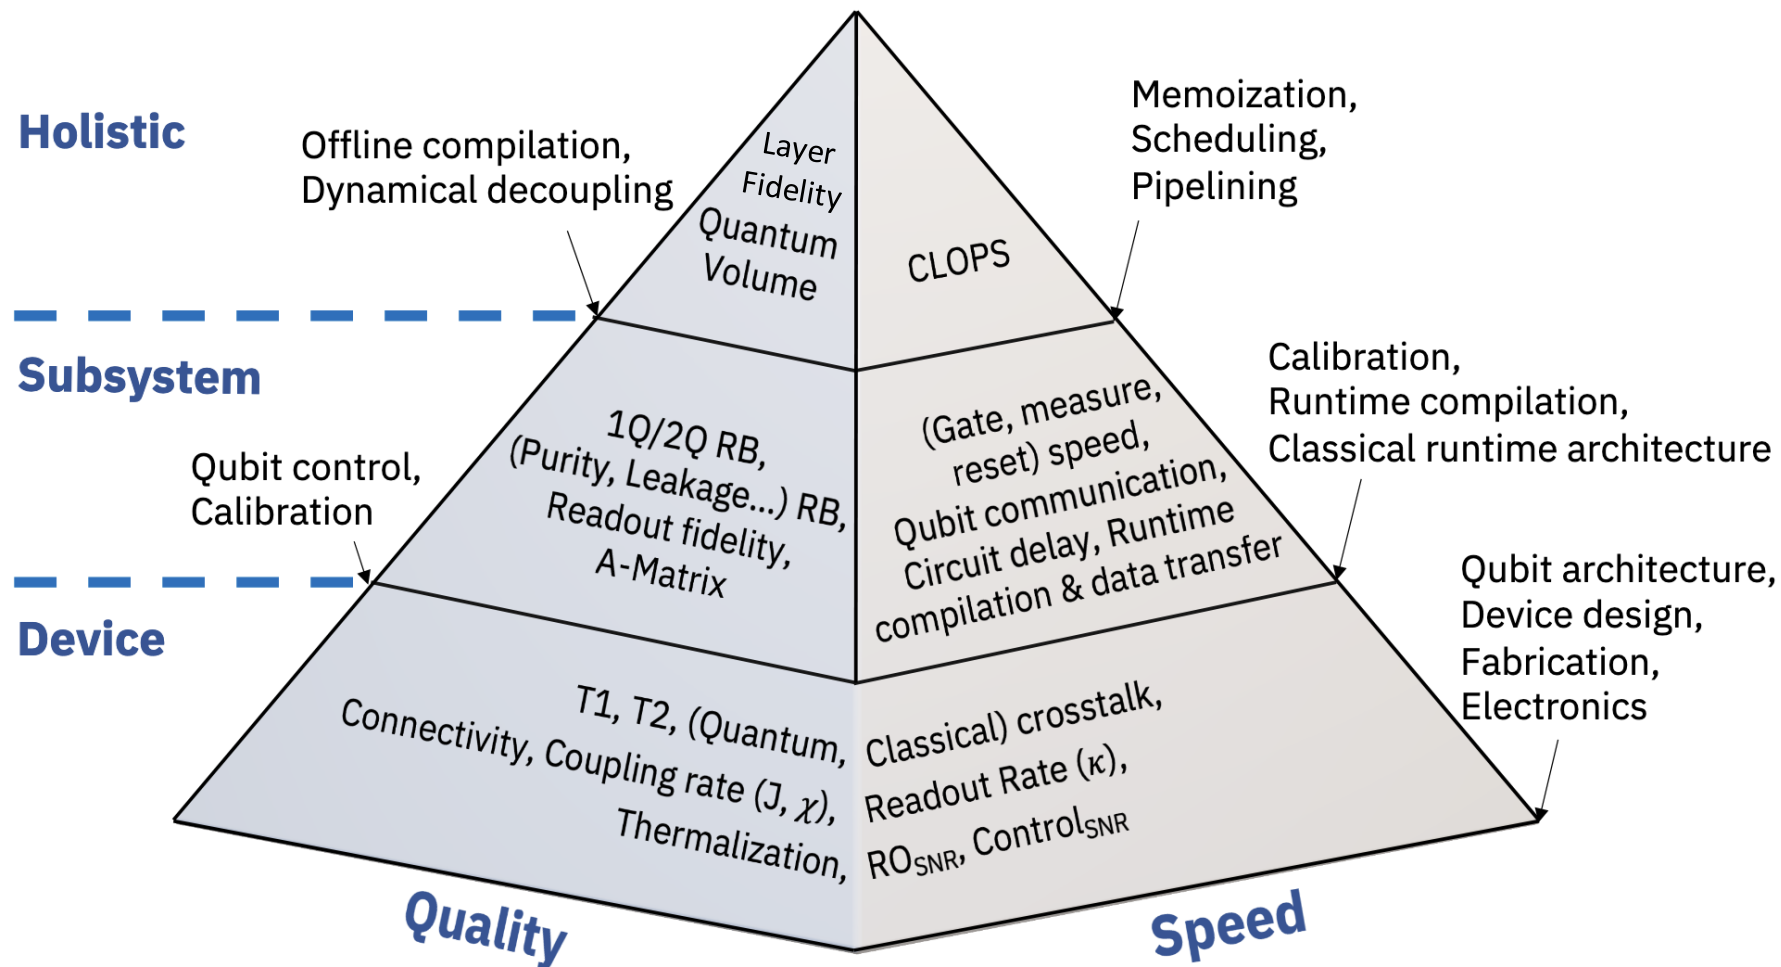 Holistic
Offline compilation,
Dynamical decoupling
Layer
Fidelity
Quantum
Volume
CLOPS
Memoization,
Scheduling,
Pipelining
Subsystem
Qubit control,
Calibration
1Q/2Q RB,
(Purity, Leakage...) RB,
Readout fidelity,
A-Matrix
(Gate, measure,
reset) speed,
Qubit communication,
Circuit delay, Runtime
compilation & data transfer
Calibration,
Runtime compilation,
Classical runtime architecture
Device
T1, T2, (Quantum,
Connectivity, Coupling rate (J, χ),
Thermalization,
Classical) crosstalk,
Readout Rate (κ),
RO_SNR, Control_SNR
Qubit architecture,
Device design,
Fabrication,
Electronics
Quality
Speed